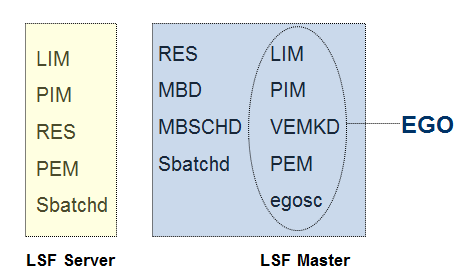 LIM
PIM
RES
PEM
Sbatchd
LSF Server
RES
MBD
MBSCHD
Sbatchd
LIM
PIM
VEMKD
PEM
egosc
EGO
LSF Master